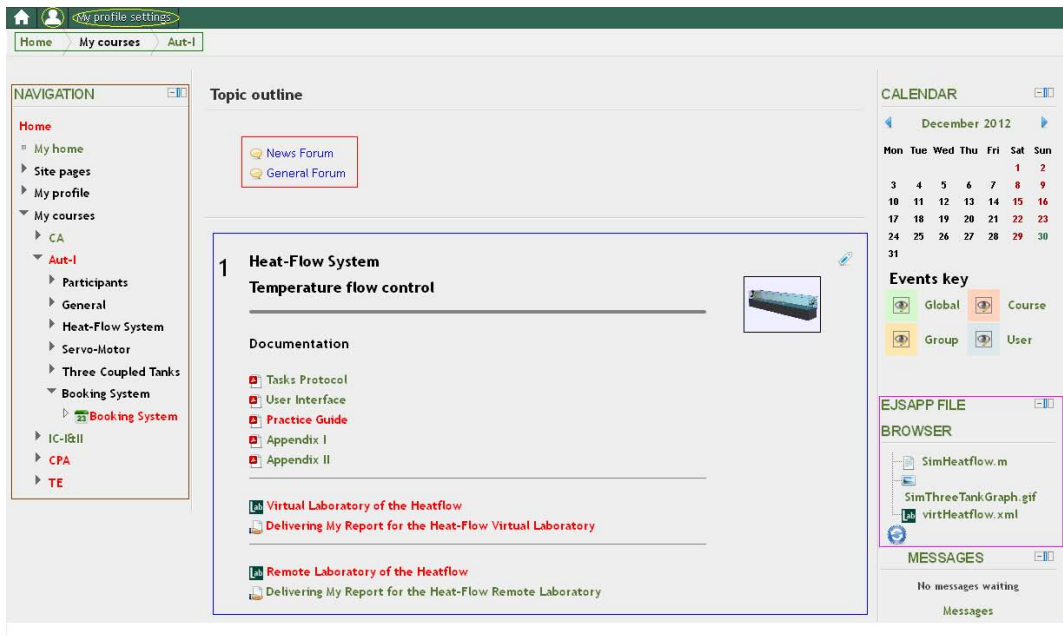 My profile settings
Home My courses Aut-I
NAVIGATION
Home
My home
Site pages
My profile
My courses
CA
Aut-I
Participants
General
Heat-Flow System
Servo-Motor
Three Coupled Tanks
Booking System
Booking System
IC-I&II
CPA
TE
Topic outline
News Forum
General Forum
1
Heat-Flow System
Temperature flow control
Documentation
Tasks Protocol
User Interface
Practice Guide
Appendix I
Appendix II
Virtual Laboratory of the Heatflow
Delivering My Report for the Heat-Flow Virtual Laboratory
Remote Laboratory of the Heatflow
Delivering My Report for the Heat-Flow Remote Laboratory
CALENDAR
December 2012
Mon Tue Wed Thu Fri Sat Sun
1 2
3 4 5 6 7 8 9
10 11 12 13 14 15 16
17 18 19 20 21 22 23
24 25 26 27 28 29 30
31
Events key
Global Course
Group User
EJSAPP FILE
BROWSER
SimHeatflow.m
SimThreeTankGraph.gif
virtHeatflow.xml
MESSAGES
No messages waiting
Messages